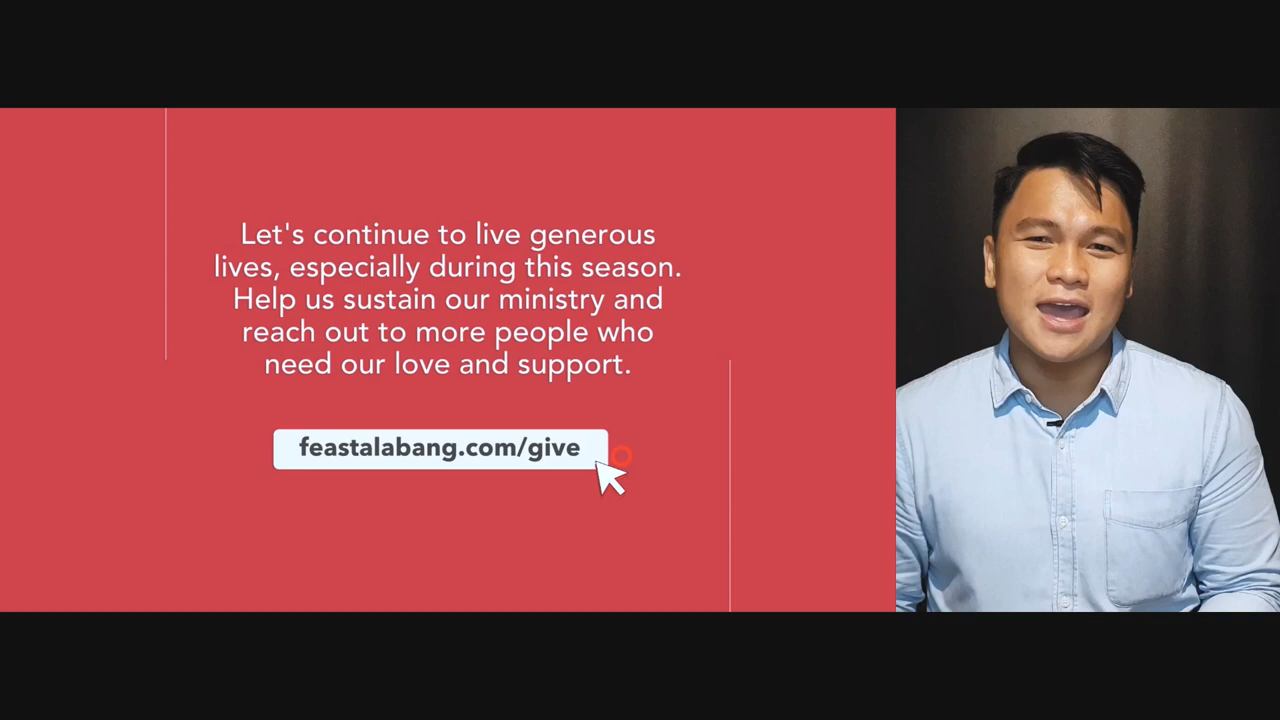 Let's continue to live generous
lives, especially during this season.
Help us sustain our ministry and
reach out to more people who
need our love and support.
feastalabang.com/give